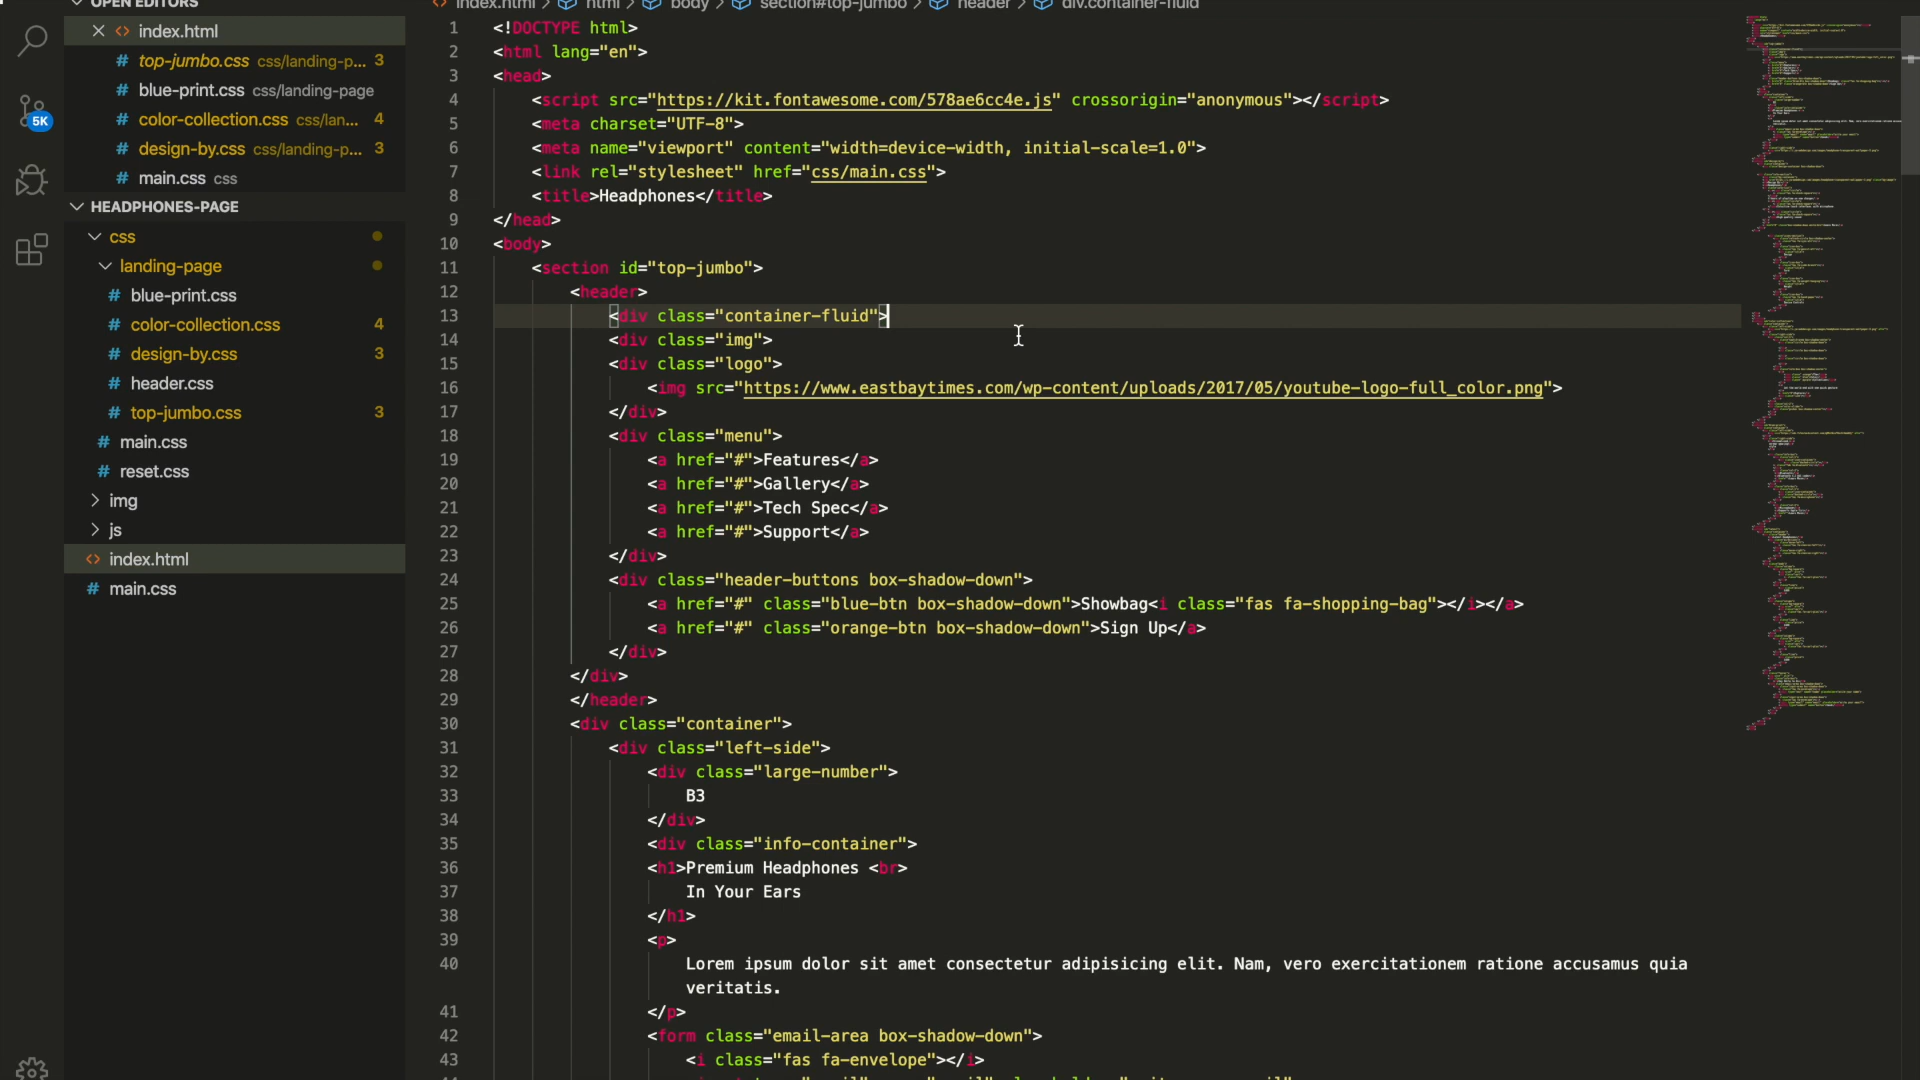 OPEN EDITORS
index.html
top-jumbo.css css/landing-p... 3
blue-print.css css/landing-page
5K
color-collection.css css/lan... 4
design-by.css css/landing-p... 3
main.css css
HEADPHONES-PAGE
css
landing-page
blue-print.css
color-collection.css 4
design-by.css 3
header.css
top-jumbo.css 3
main.css
reset.css
img
js
index.html
main.css
index.html > html > body > section#top-jumbo > header > div.container-fluid
1 <!DOCTYPE html>
2 <html lang="en">
3 <head>
4 <script src="https://kit.fontawesome.com/578ae6cc4e.js" crossorigin="anonymous"></script>
5 <meta charset="UTF-8">
6 <meta name="viewport" content="width=device-width, initial-scale=1.0">
7 <link rel="stylesheet" href="css/main.css">
8 <title>Headphones</title>
9 </head>
10 <body>
11 <section id="top-jumbo">
12 <header>
13 <div class="container-fluid">
14 <div class="img">
15 <div class="logo">
16 <img src="https://www.eastbaytimes.com/wp-content/uploads/2017/05/youtube-logo-full_color.png">
17 </div>
18 <div class="menu">
19 <a href="#">Features</a>
20 <a href="#">Gallery</a>
21 <a href="#">Tech Spec</a>
22 <a href="#">Support</a>
23 </div>
24 <div class="header-buttons box-shadow-down">
25 <a href="#" class="blue-btn box-shadow-down">Showbag<i class="fas fa-shopping-bag"></i></a>
26 <a href="#" class="orange-btn box-shadow-down">Sign Up</a>
27 </div>
28 </div>
29 </header>
30 <div class="container">
31 <div class="left-side">
32 <div class="large-number">
33 B3
34 </div>
35 <div class="info-container">
36 <h1>Premium Headphones <br>
37 In Your Ears
38 </h1>
39 <p>
40 Lorem ipsum dolor sit amet consectetur adipisicing elit. Nam, vero exercitationem ratione accusamus quia
veritatis.
41 </p>
42 <form class="email-area box-shadow-down">
43 <i class="fas fa-envelope"></i>